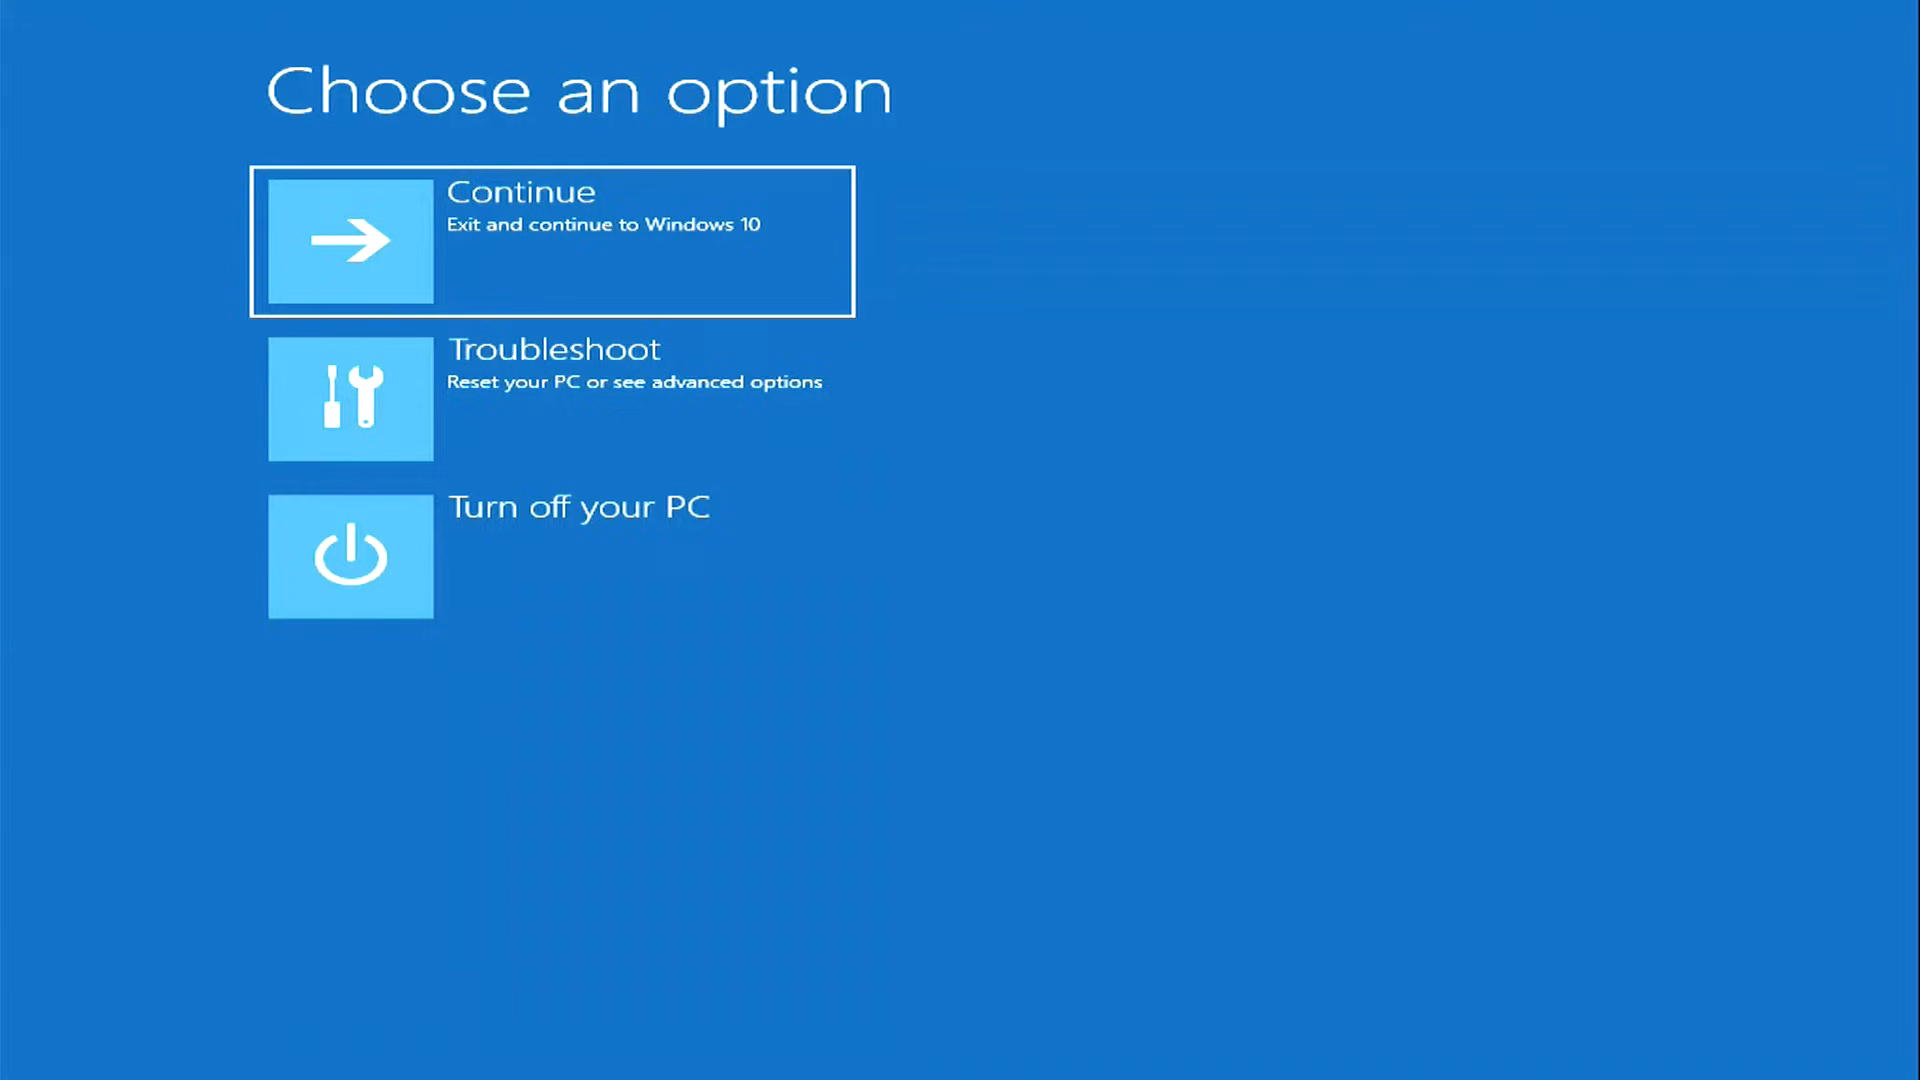 Choose an option
Continue
Exit and continue to Windows 10
Troubleshoot
Reset your PC or see advanced options
Turn off your PC